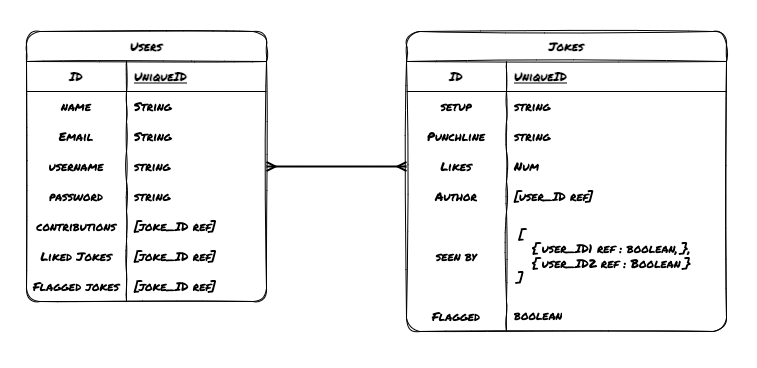 Users
ID UniqueID
name String
Email String
username string
password string
contributions [Joke_ID ref]
Liked Jokes [Joke_ID ref]
Flagged jokes [Joke_ID ref]
Jokes
ID UniqueID
setup string
Punchline string
Likes Num
Author [user_ID ref]
seen by
[
{ user_ID1 ref : boolean, },
{ user_ID2 ref : Boolean }
]
Flagged boolean